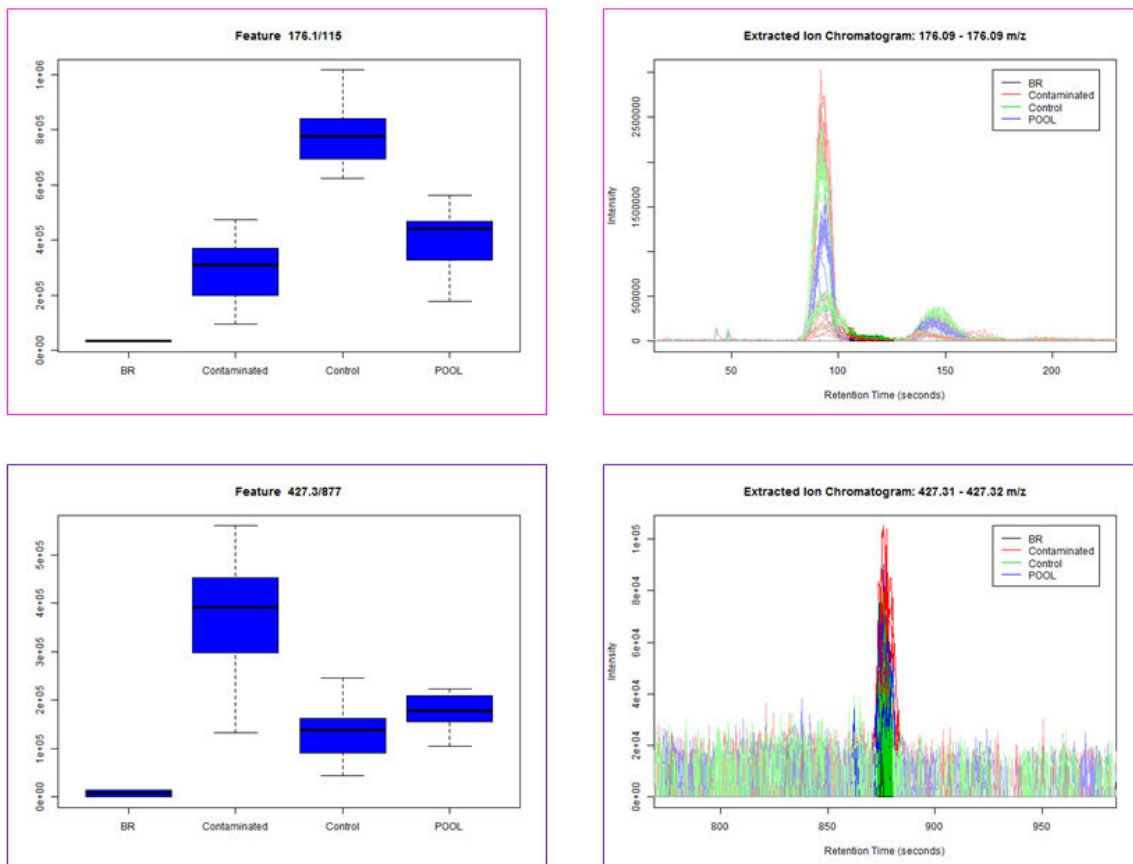 Feature 176.1/115
1e+06
8e+05
6e+05
4e+05
2e+05
0e+00
BR Contaminated Control POOL
Extracted Ion Chromatogram: 176.09 - 176.09 m/z
BR
Contaminated
Control
POOL
Intensity
2500000
1500000
500000
0
50 100 150 200
Retention Time (seconds)
Feature 427.3/877
5e+05
4e+05
3e+05
2e+05
1e+05
0e+00
BR Contaminated Control POOL
Extracted Ion Chromatogram: 427.31 - 427.32 m/z
BR
Contaminated
Control
POOL
Intensity
1e+05
8e+04
6e+04
4e+04
2e+04
0e+00
800 850 900 950
Retention Time (seconds)